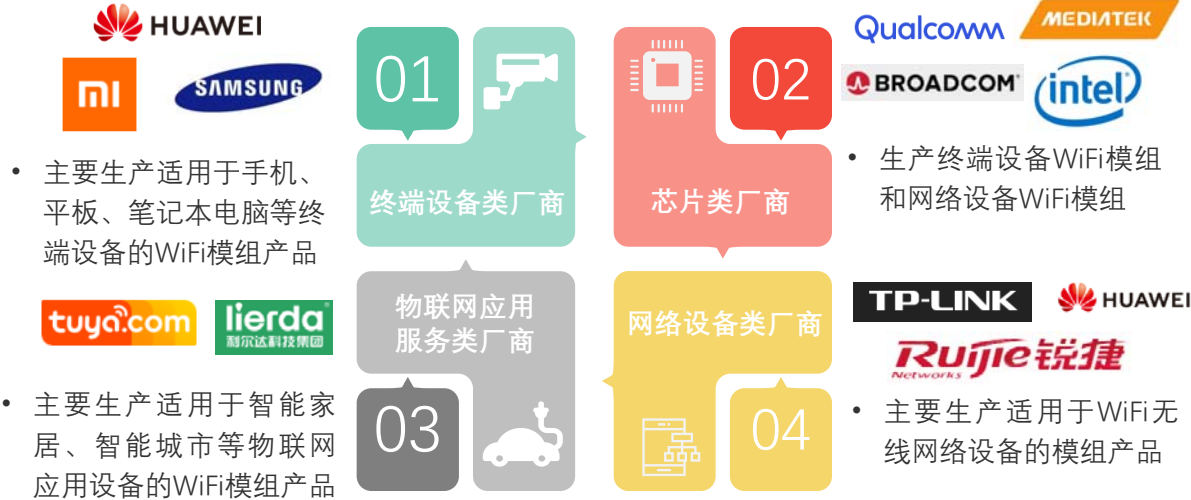 HUAWEI
mi
SAMSUNG
• 主要生产适用于手机、
平板、笔记本电脑等终
端设备的WiFi模组产品
01
终端设备类厂商
02
芯片类厂商
Qualcomm
MEDIATEK
BROADCOM
intel
• 生产终端设备WiFi模组
和网络设备WiFi模组
tuya.com
lierda
利尔达科技集团
• 主要生产适用于智能家
居、智能城市等物联网
应用设备的WiFi模组产品
物联网应用
服务类厂商
03
网络设备类厂商
04
TP-LINK
HUAWEI
Ruijie锐捷
Networks
• 主要生产适用于WiFi无
线网络设备的模组产品